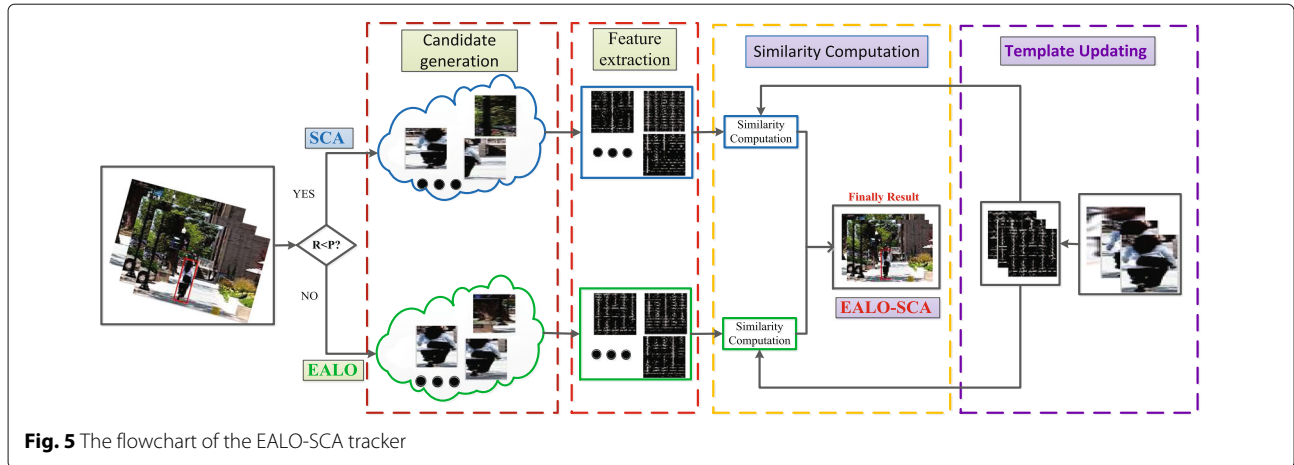 Candidate
generation
Feature
extraction
Similarity Computation
Template Updating
SCA
YES
R<P?
NO
EALO
Similarity
Computation
Similarity
Computation
Finally Result
EALO-SCA
Fig. 5 The flowchart of the EALO-SCA tracker